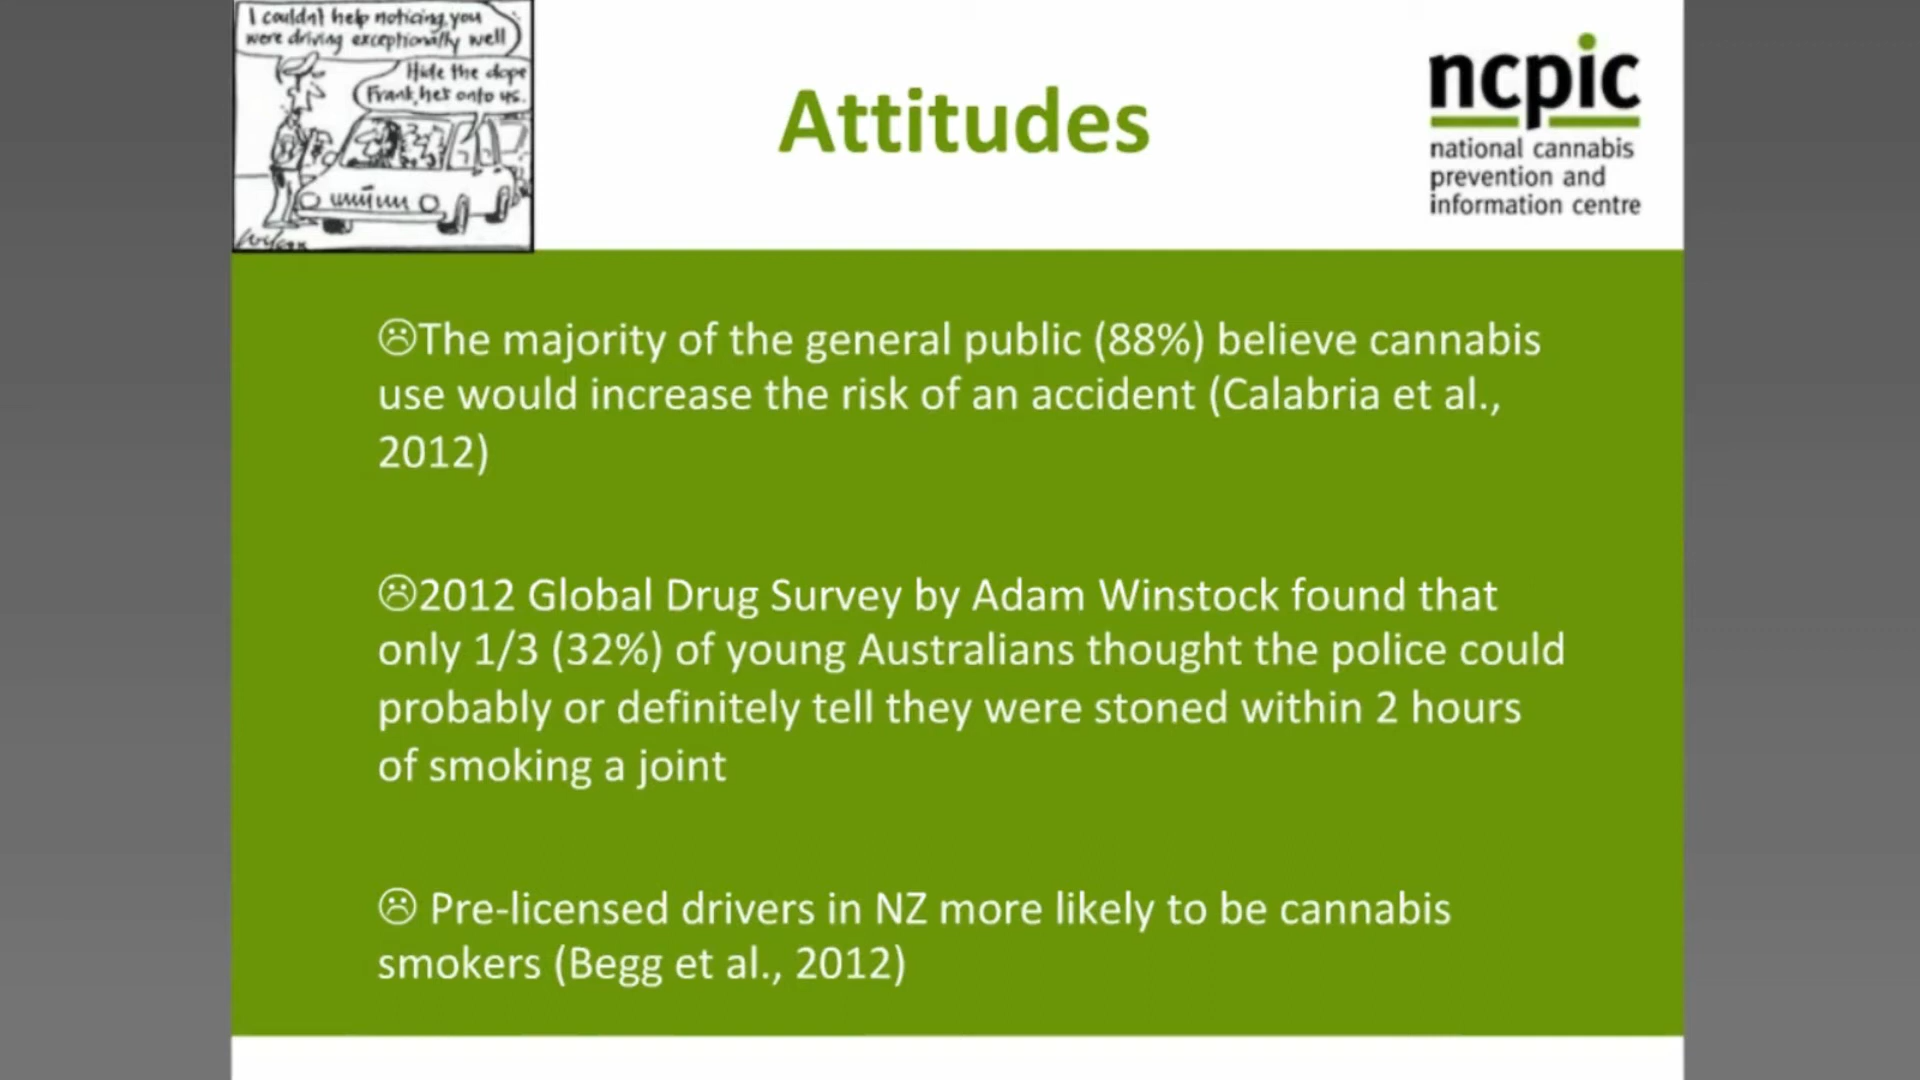 I couldn't help noticing you
were driving exceptionally well
Hide the dope
Frank, he's onto us.
Wilcox
Attitudes
ncpic
national cannabis
prevention and
information centre
☹The majority of the general public (88%) believe cannabis
use would increase the risk of an accident (Calabria et al.,
2012)
☹2012 Global Drug Survey by Adam Winstock found that
only 1/3 (32%) of young Australians thought the police could
probably or definitely tell they were stoned within 2 hours
of smoking a joint
☹ Pre-licensed drivers in NZ more likely to be cannabis
smokers (Begg et al., 2012)